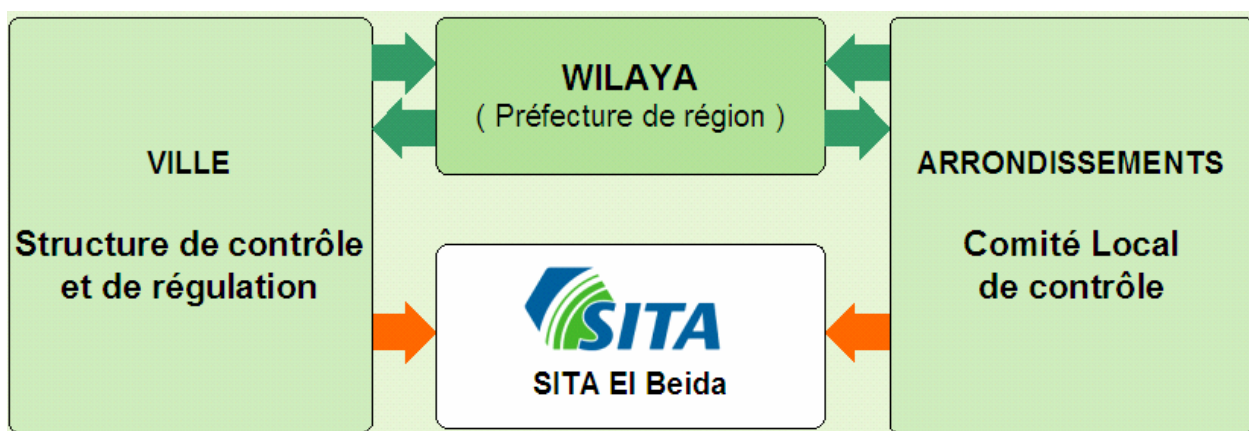 VILLE
Structure de contrôle
et de régulation
WILAYA
( Préfecture de région )
SITA
SITA El Beida
ARRONDISSEMENTS
Comité Local
de contrôle